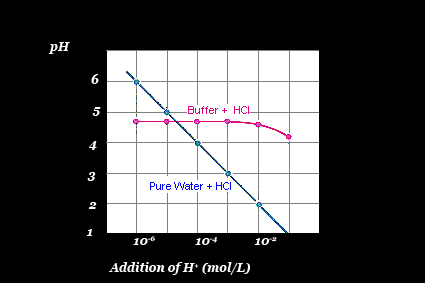 pH
6
5
4
3
2
1
Buffer + HCl
Pure Water + HCl
10⁻⁶ 10⁻⁴ 10⁻²
Addition of H⁺ (mol/L)